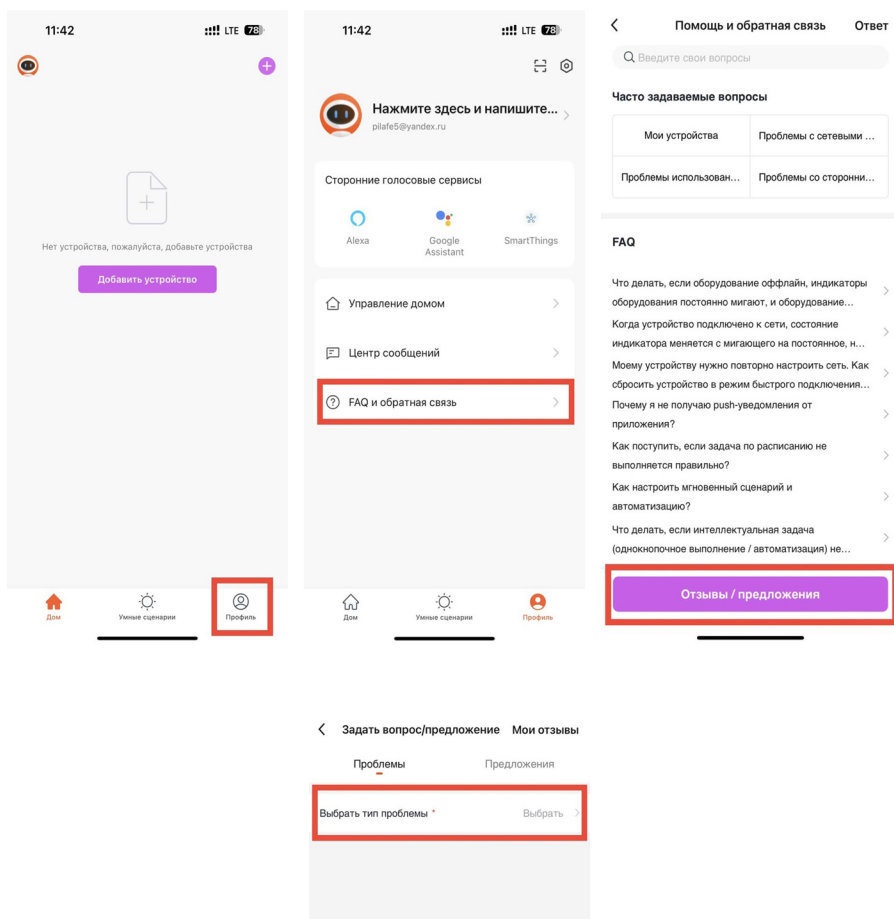 11:42
LTE 78
Нет устройства, пожалуйста, добавьте устройства
Добавить устройство
Дом
Умные сценарии
Профиль
11:42
LTE 78
Нажмите здесь и напишите...
pilafe5@yandex.ru
Сторонние голосовые сервисы
Alexa
Google
Assistant
SmartThings
Управление домом
Центр сообщений
FAQ и обратная связь
Дом
Умные сценарии
Профиль
Помощь и обратная связь
Ответ
Введите свои вопросы
Часто задаваемые вопросы
Мои устройства
Проблемы с сетевыми ...
Проблемы использован...
Проблемы со сторонни...
FAQ
Что делать, если оборудование оффлайн, индикаторы
оборудования постоянно мигают, и оборудование...
Когда устройство подключено к сети, состояние
индикатора меняется с мигающего на постоянное, н...
Моему устройству нужно повторно настроить сеть. Как
сбросить устройство в режим быстрого подключения...
Почему я не получаю push-уведомления от
приложения?
Как поступить, если задача по расписанию не
выполняется правильно?
Как настроить мгновенный сценарий и
автоматизацию?
Что делать, если интеллектуальная задача
(однокнопочное выполнение / автоматизация) не...
Отзывы / предложения
Задать вопрос/предложение
Мои отзывы
Проблемы
Предложения
Выбрать тип проблемы *
Выбрать